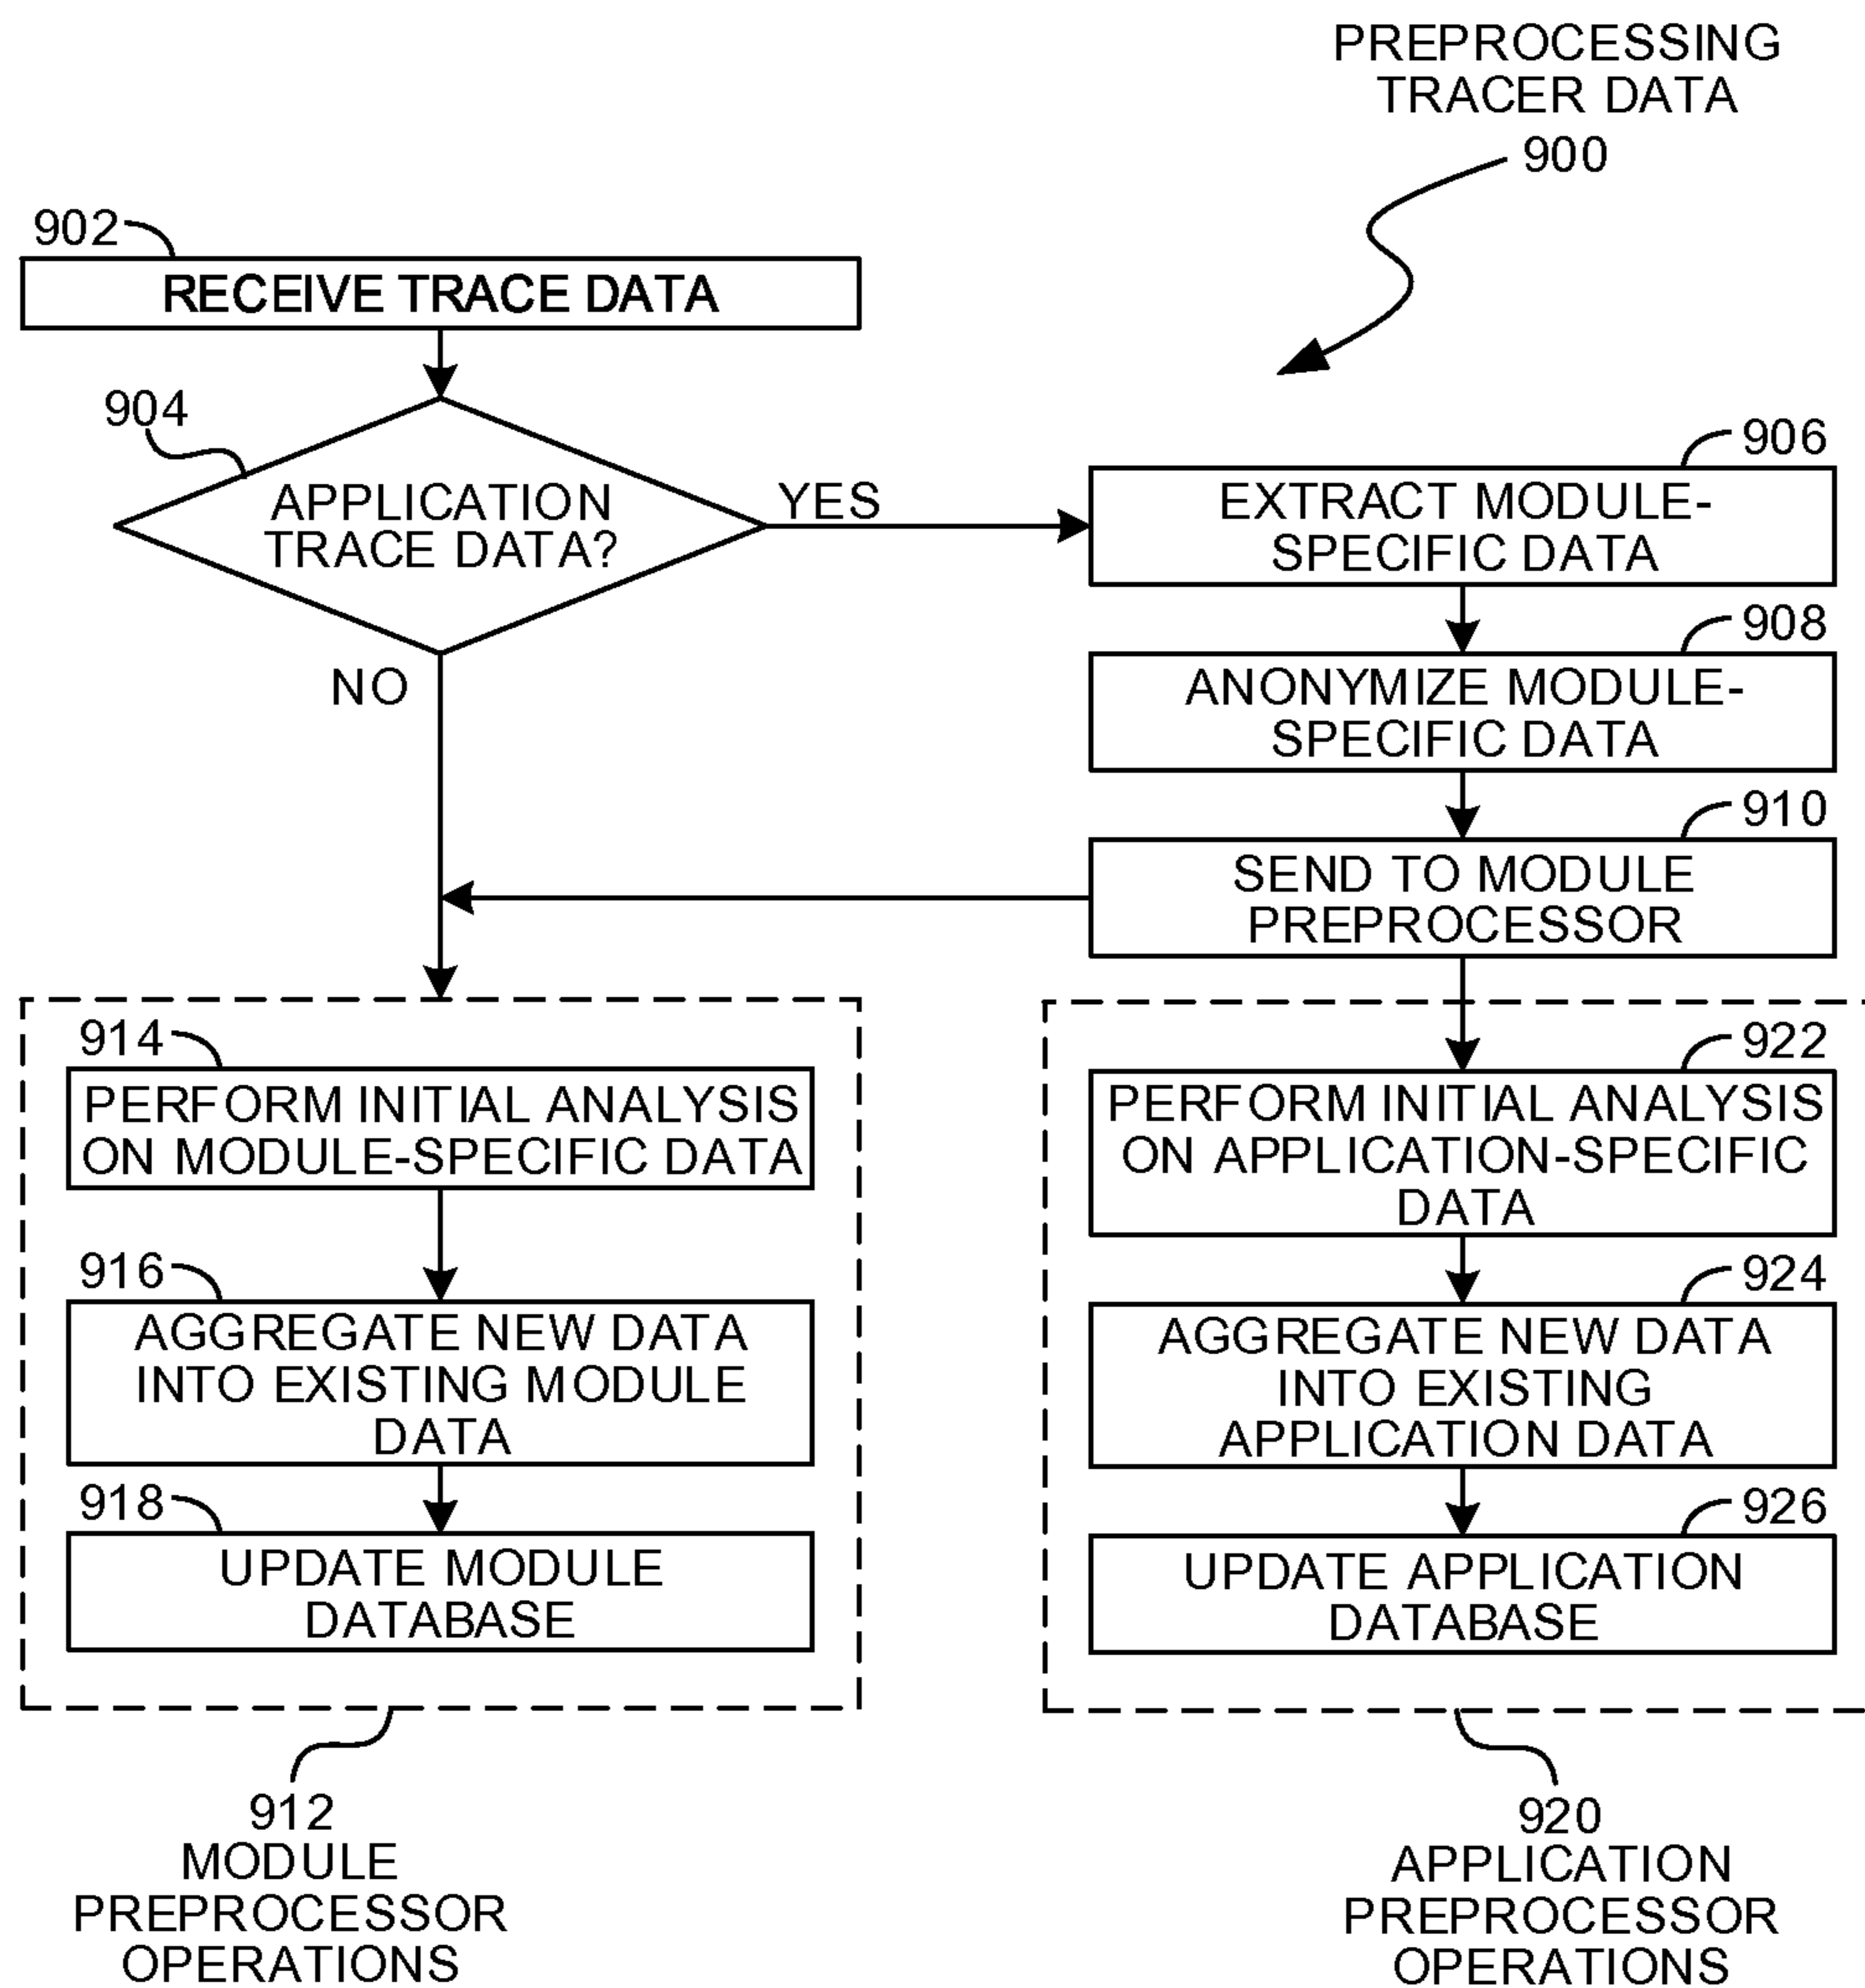 PREPROCESSING
TRACER DATA
900
902
RECEIVE TRACE DATA
904
APPLICATION
TRACE DATA?
YES
NO
906
EXTRACT MODULE-
SPECIFIC DATA
908
ANONYMIZE MODULE-
SPECIFIC DATA
910
SEND TO MODULE
PREPROCESSOR
914
PERFORM INITIAL ANALYSIS
ON MODULE-SPECIFIC DATA
916
AGGREGATE NEW DATA
INTO EXISTING MODULE
DATA
918
UPDATE MODULE
DATABASE
912
MODULE
PREPROCESSOR
OPERATIONS
922
PERFORM INITIAL ANALYSIS
ON APPLICATION-SPECIFIC
DATA
924
AGGREGATE NEW DATA
INTO EXISTING
APPLICATION DATA
926
UPDATE APPLICATION
DATABASE
920
APPLICATION
PREPROCESSOR
OPERATIONS